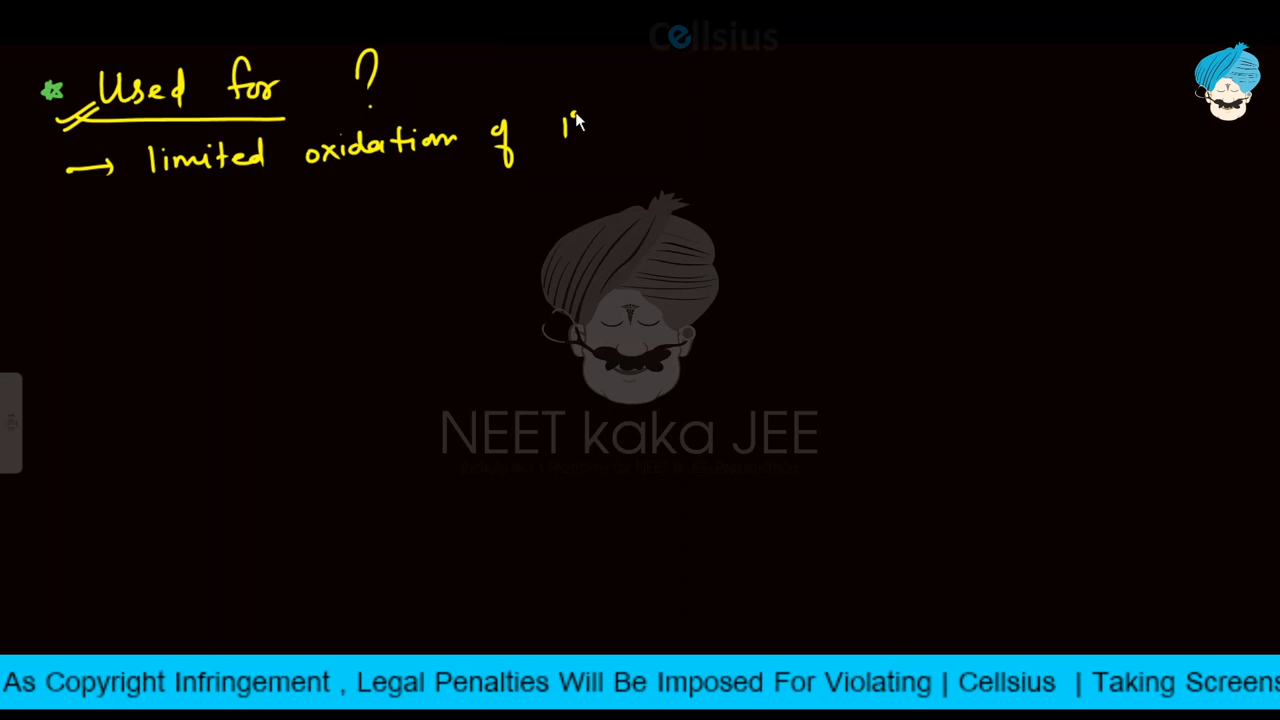 Cellsius
Used for ?
→ limited oxidation of 1°
NEET kaka JEE
As Copyright Infringement , Legal Penalties Will Be Imposed For Violating | Cellsius | Taking Screens